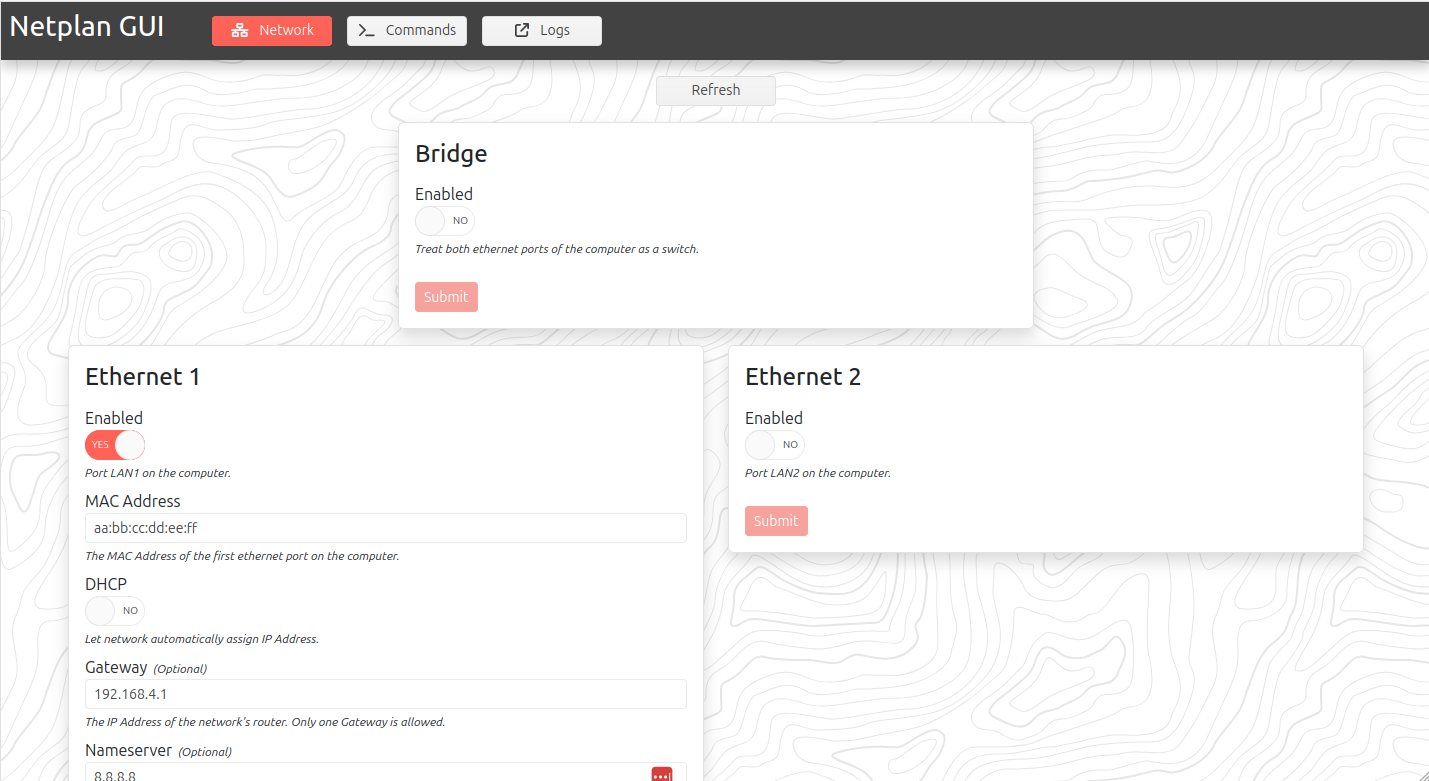 Netplan GUI
Network
Commands
Logs
Refresh
Bridge
Enabled
NO
Treat both ethernet ports of the computer as a switch.
Submit
Ethernet 1
Enabled
YES
Port LAN1 on the computer.
MAC Address
aa:bb:cc:dd:ee:ff
The MAC Address of the first ethernet port on the computer.
DHCP
NO
Let network automatically assign IP Address.
Gateway (Optional)
192.168.4.1
The IP Address of the network's router. Only one Gateway is allowed.
Nameserver (Optional)
8.8.8.8
Ethernet 2
Enabled
NO
Port LAN2 on the computer.
Submit